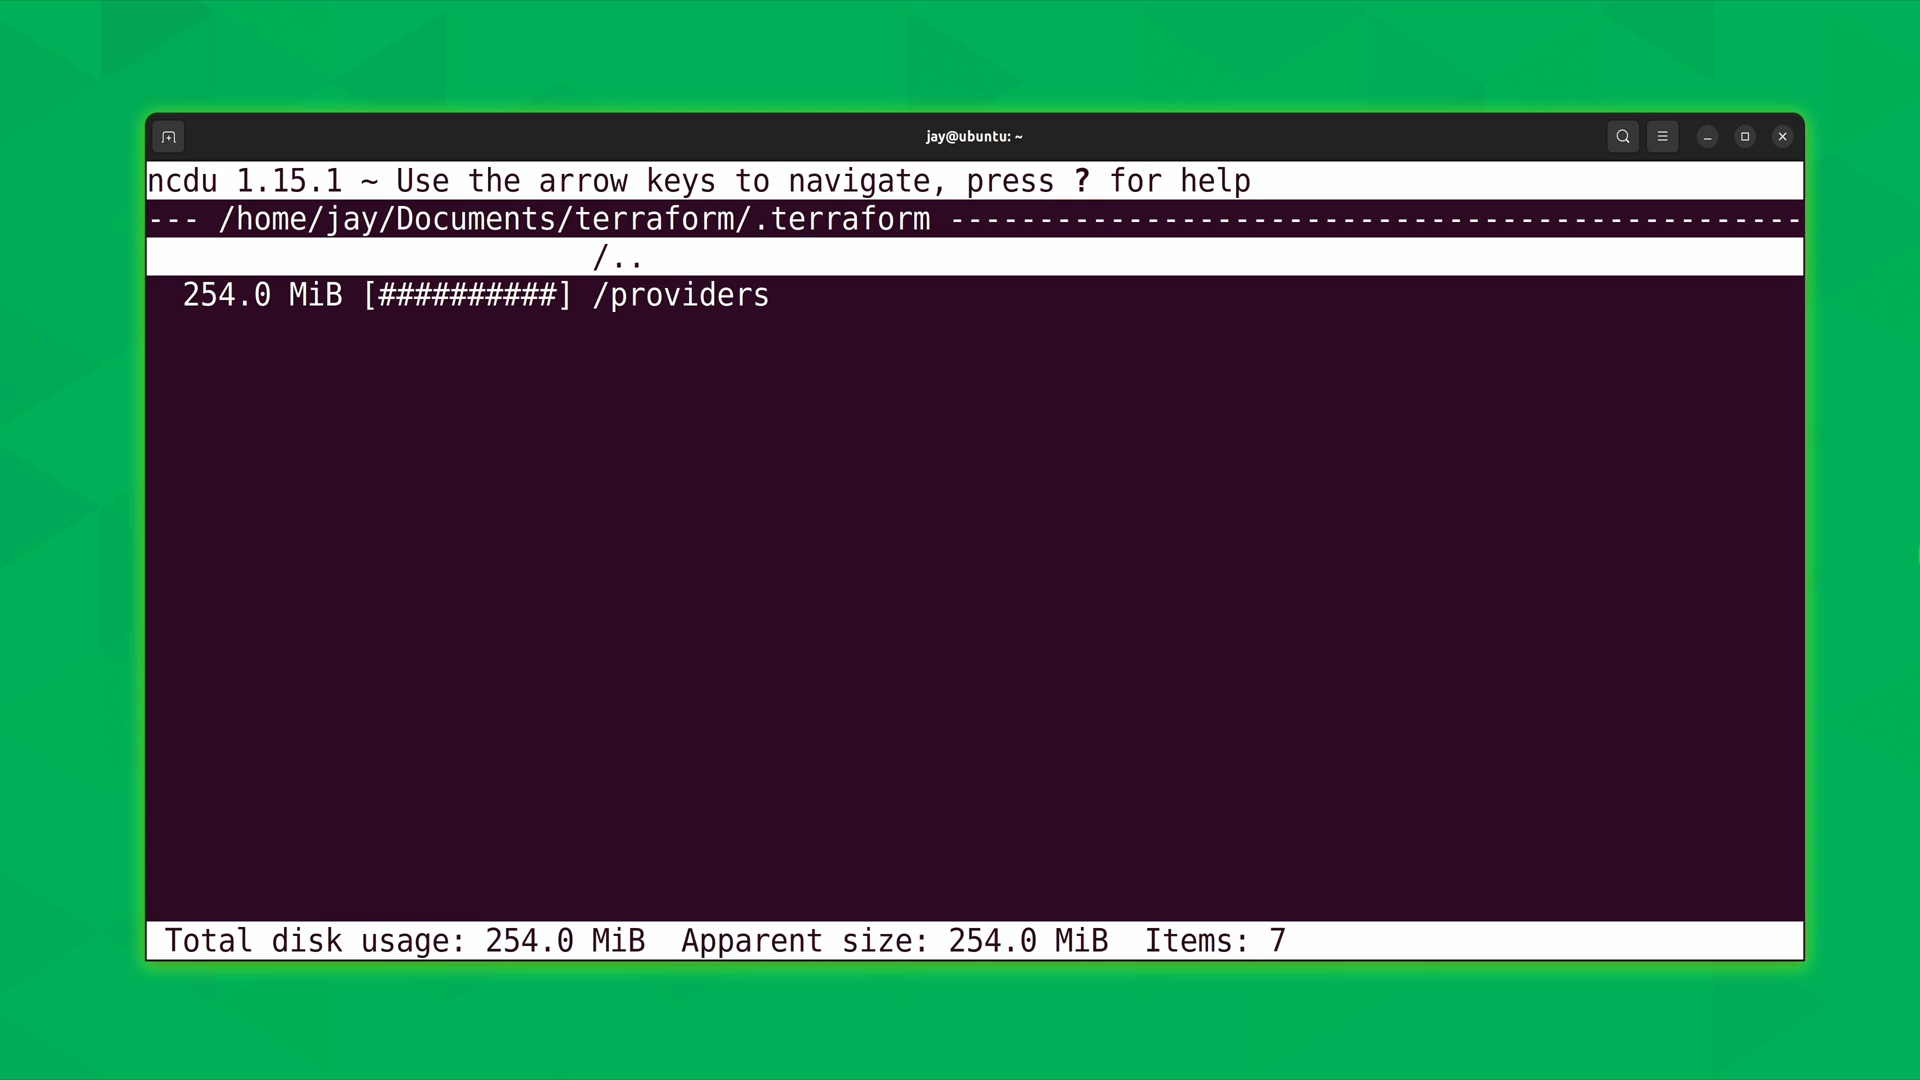 jay@ubuntu: ~
ncdu 1.15.1 ~ Use the arrow keys to navigate, press ? for help
--- /home/jay/Documents/terraform/.terraform ------------------------------------------------
/..
254.0 MiB [##########] /providers
Total disk usage: 254.0 MiB  Apparent size: 254.0 MiB  Items: 7